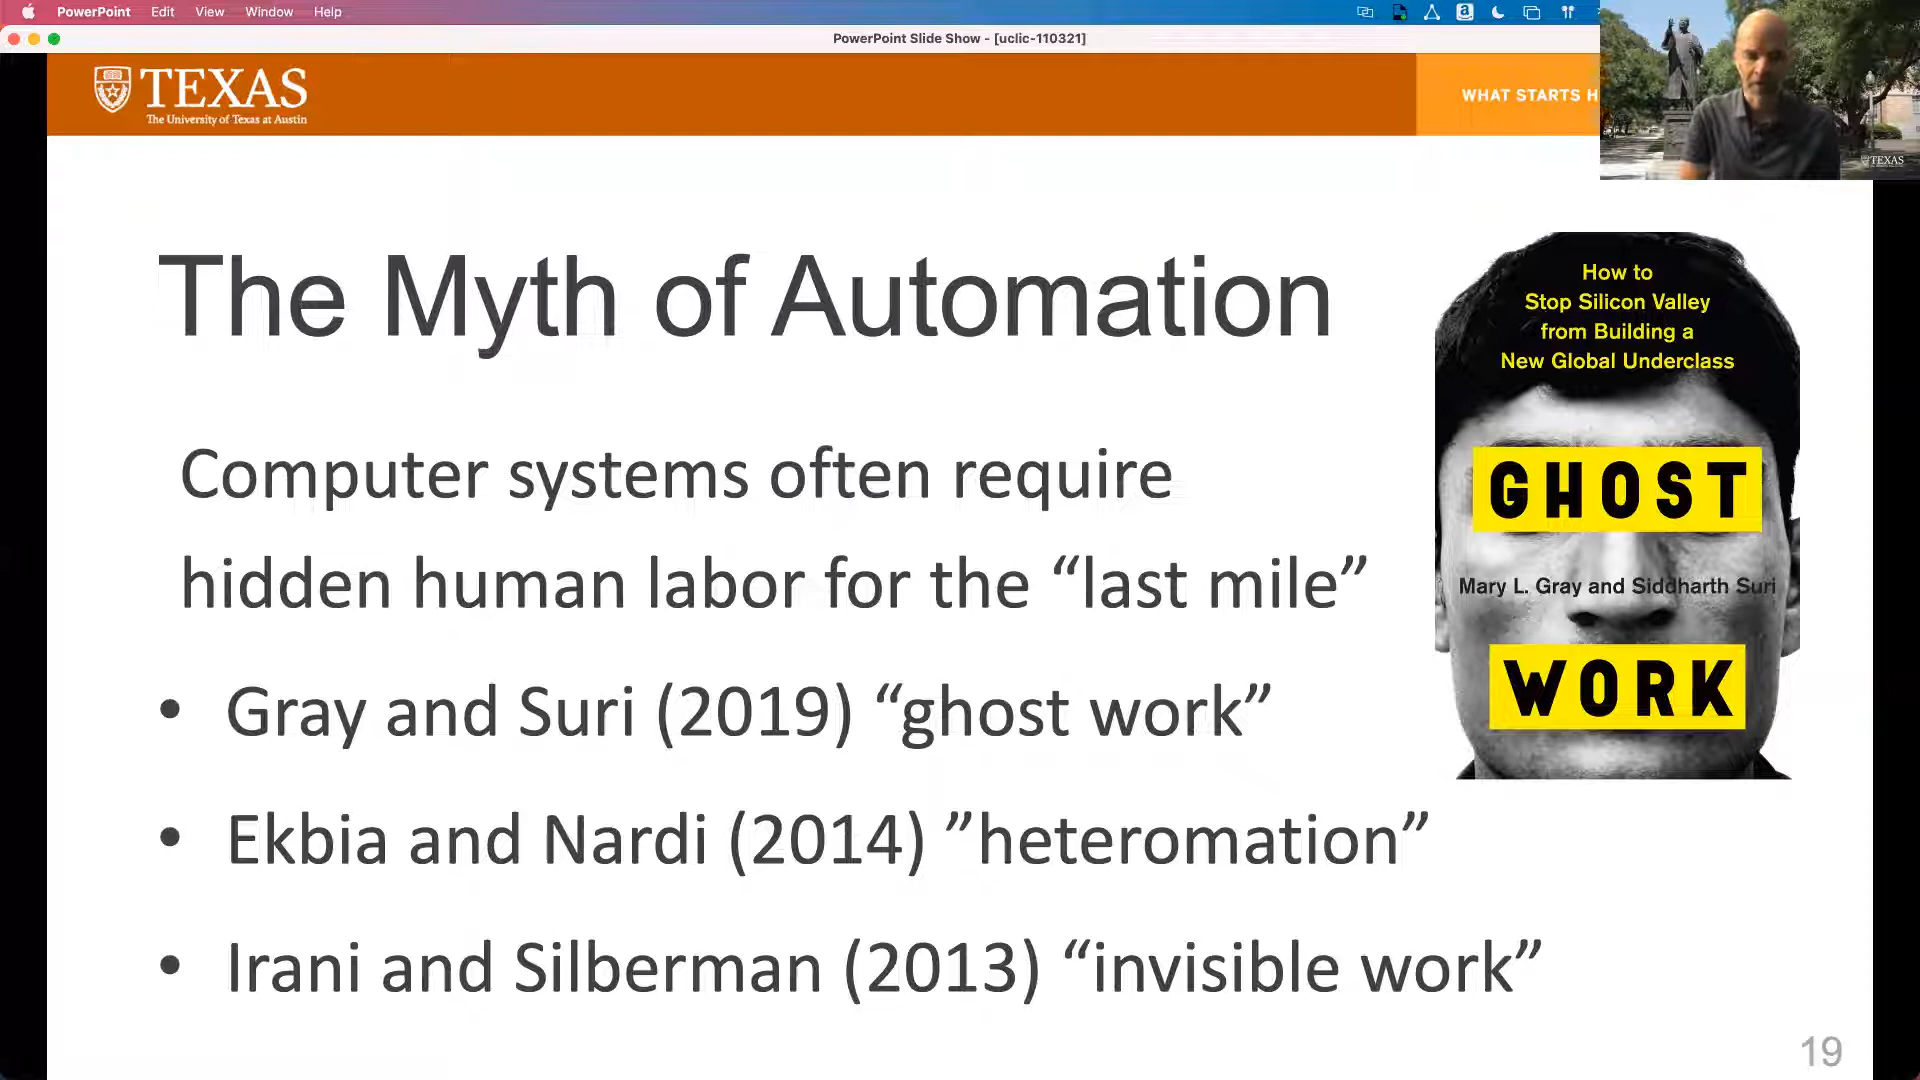 PowerPoint Edit View Window Help
PowerPoint Slide Show - [uclic-110321]
TEXAS
The University of Texas at Austin
WHAT STARTS H
TEXAS
The Myth of Automation
Computer systems often require
hidden human labor for the “last mile”
• Gray and Suri (2019) “ghost work”
• Ekbia and Nardi (2014) ”heteromation”
• Irani and Silberman (2013) “invisible work”
How to
Stop Silicon Valley
from Building a
New Global Underclass
GHOST
Mary L. Gray and Siddharth Suri
WORK
19